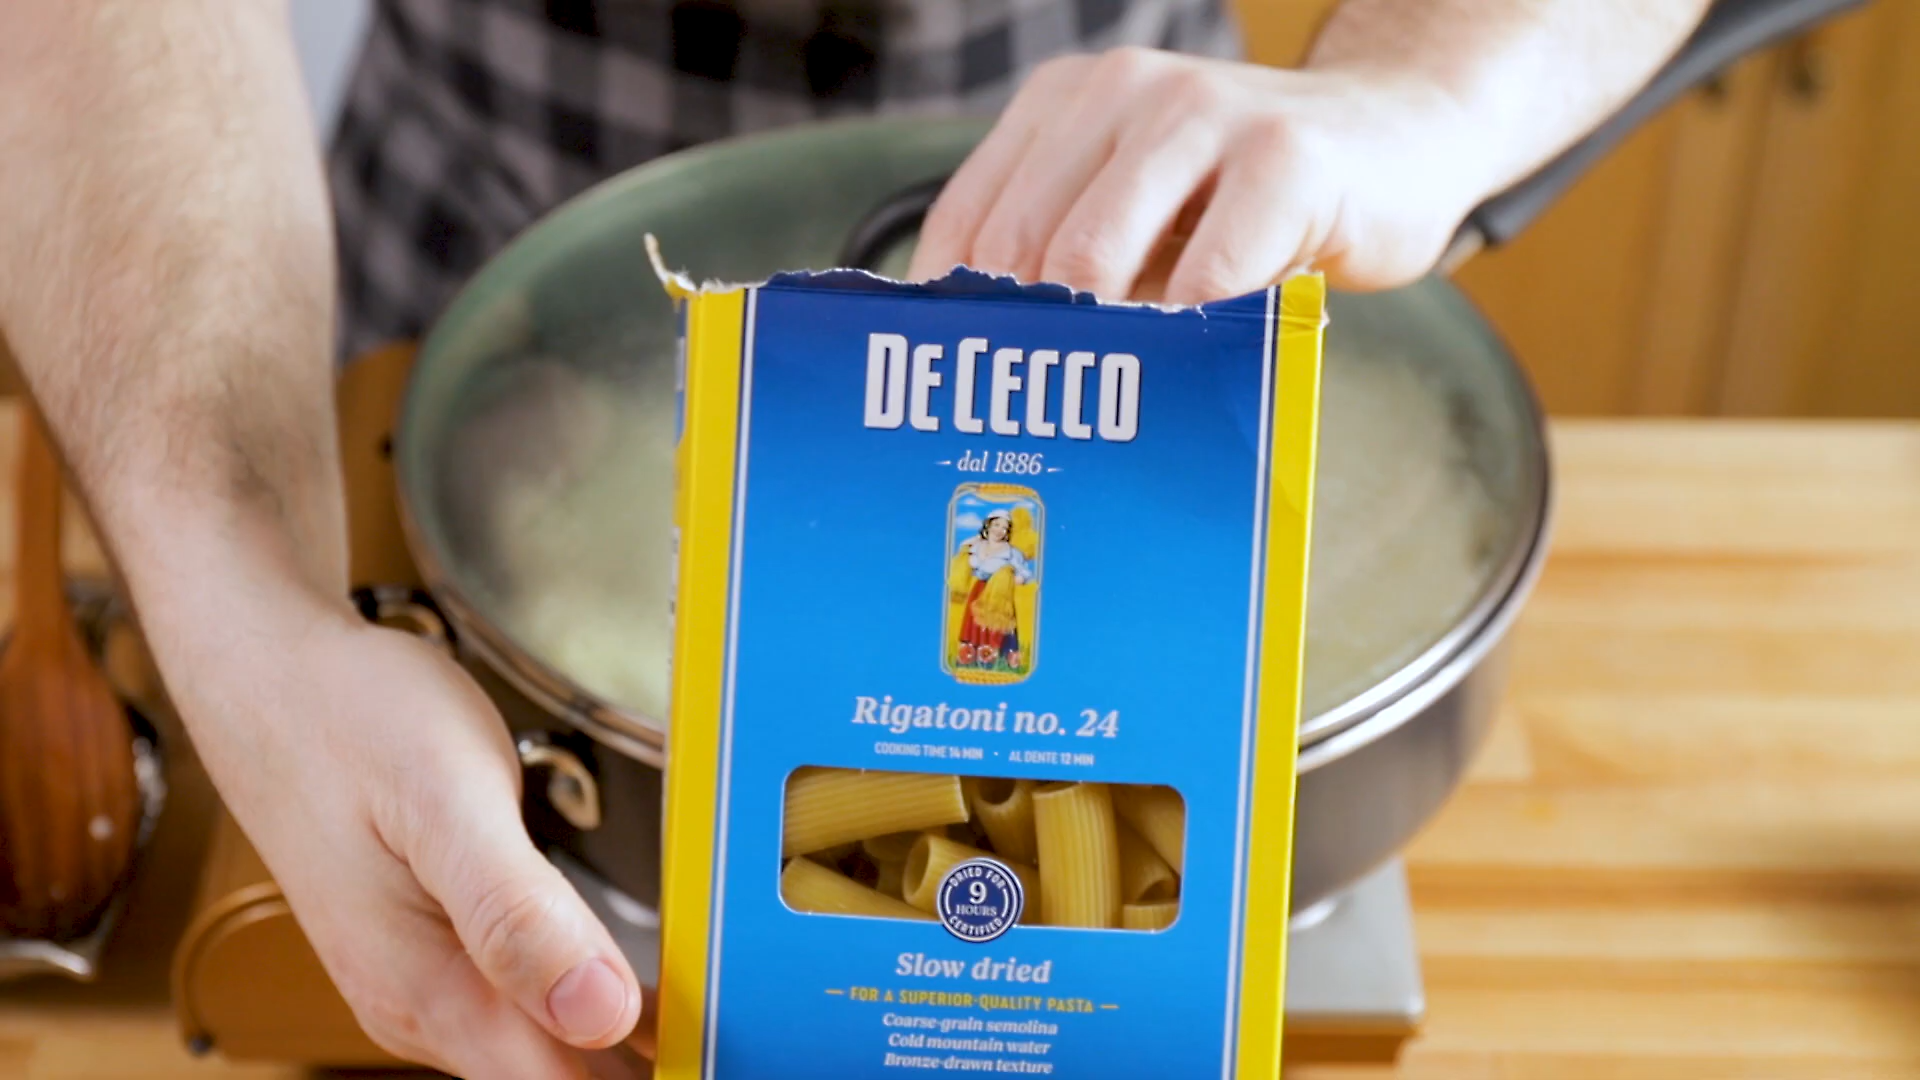 DE CECCO
dal 1886
Rigatoni no. 24
COOKING TIME 14 MIN • AL DENTE 12 MIN
DRIED FOR
9
HOURS
CERTIFIED
Slow dried
FOR A SUPERIOR-QUALITY PASTA
Coarse-grain semolina
Cold mountain water
Bronze-drawn texture